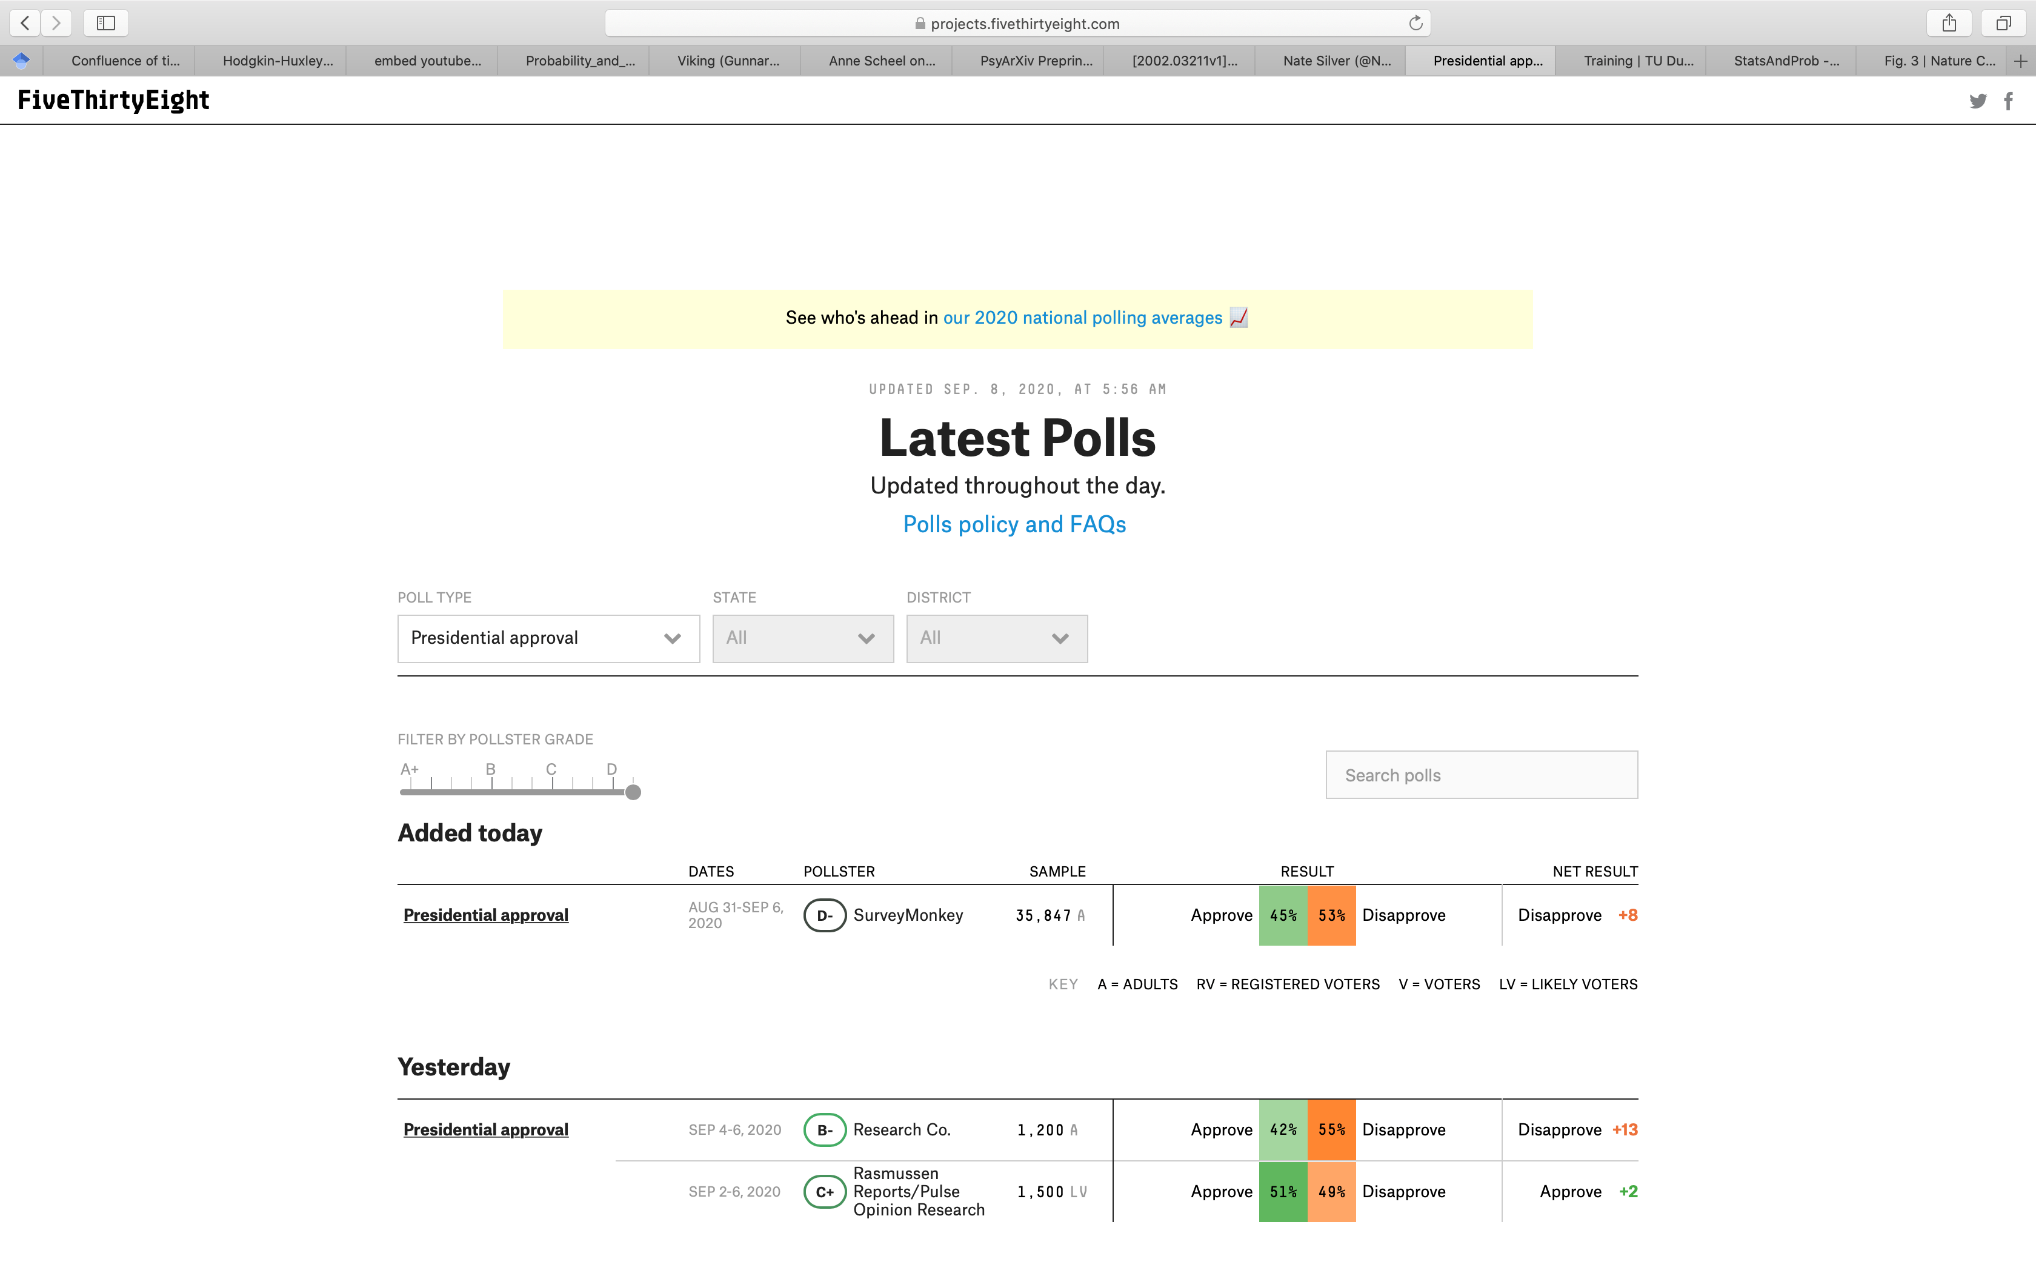 projects.fivethirtyeight.com
Confluence of ti... Hodgkin-Huxley... embed youtube... Probability_and_... Viking (Gunnar... Anne Scheel on... PsyArXiv Preprin... [2002.03211v1]... Nate Silver (@N... Presidential app... Training | TU Du... StatsAndProb -... Fig. 3 | Nature C...
FiveThirtyEight
See who's ahead in our 2020 national polling averages
UPDATED SEP. 8, 2020, AT 5:56 AM
Latest Polls
Updated throughout the day.
Polls policy and FAQs
POLL TYPE STATE DISTRICT
Presidential approval All All
FILTER BY POLLSTER GRADE
A+ B C D
Search polls
Added today
DATES POLLSTER SAMPLE RESULT NET RESULT
Presidential approval AUG 31-SEP 6, 2020 D- SurveyMonkey 35,847 A Approve 45% 53% Disapprove Disapprove +8
KEY A = ADULTS RV = REGISTERED VOTERS V = VOTERS LV = LIKELY VOTERS
Yesterday
Presidential approval SEP 4-6, 2020 B- Research Co. 1,200 A Approve 42% 55% Disapprove Disapprove +13
SEP 2-6, 2020 C+ Rasmussen Reports/Pulse Opinion Research 1,500 LV Approve 51% 49% Disapprove Approve +2